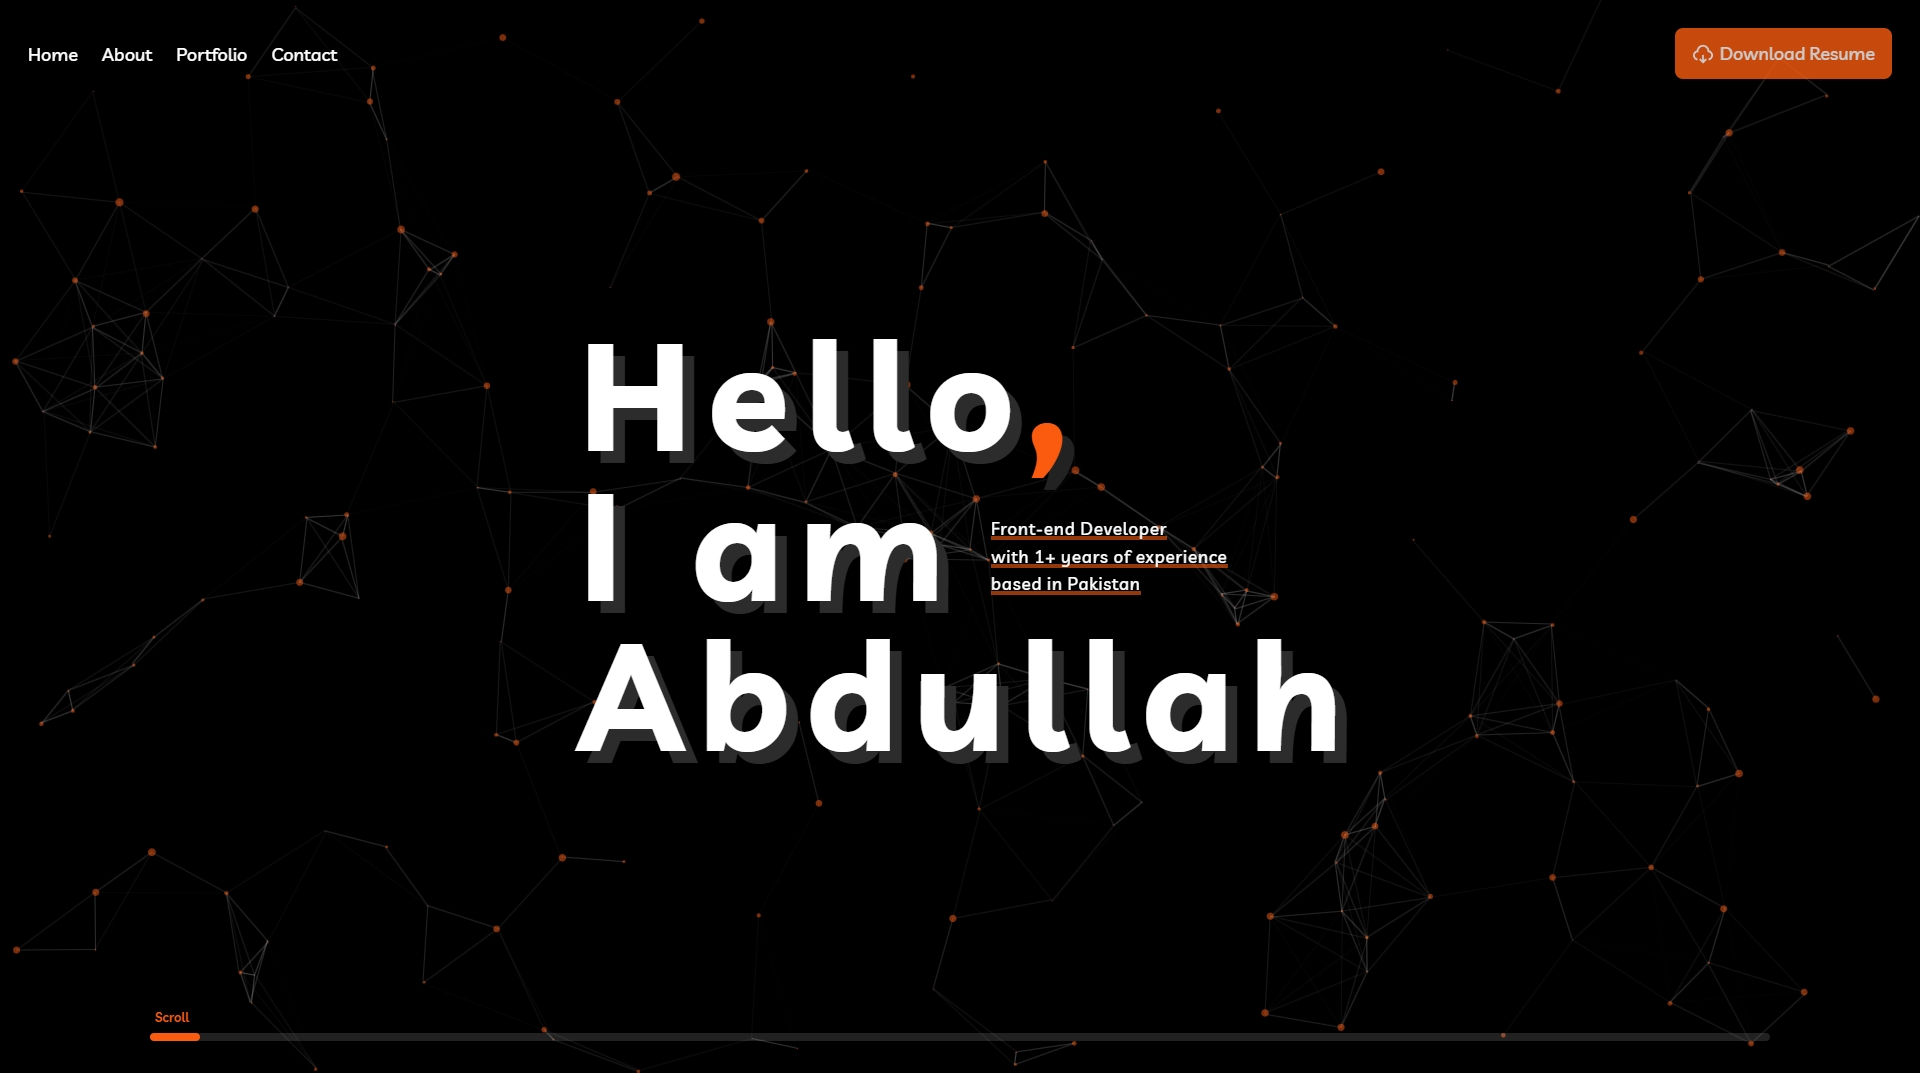 Home About Portfolio Contact
Download Resume
Hello,
I am
Front-end Developer
with 1+ years of experience
based in Pakistan
Abdullah
Scroll